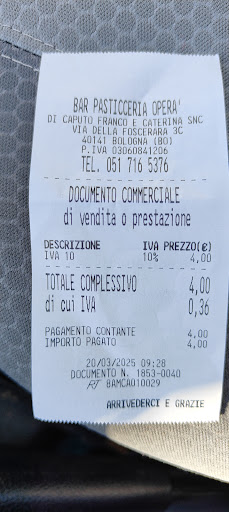 BAR PASTICCERIA OPERA'
DI CAPUTO FRANCO E CATERINA SNC
VIA DELLA FOSCERARA 3C
40141 BOLOGNA (BO)
P.IVA 03060841206
TEL. 051 716 5376
DOCUMENTO COMMERCIALE
di vendita o prestazione
DESCRIZIONE IVA PREZZO(€)
IVA 10 10% 4,00
TOTALE COMPLESSIVO 4,00
di cui IVA 0,36
PAGAMENTO CONTANTE 4,00
IMPORTO PAGATO 4,00
20/03/2025 09:28
DOCUMENTO N. 1853-0040
RT 8AMCA010029
ARRIVEDERCI E GRAZIE